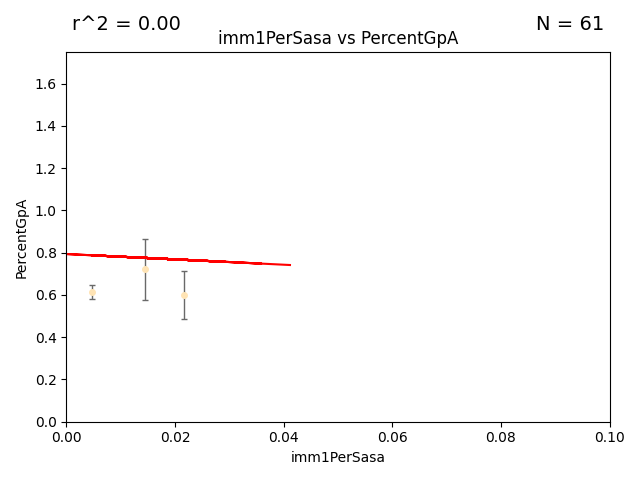 r^2 = 0.00
N = 61
imm1PerSasa vs PercentGpA
1.6
1.4
1.2
1.0
0.8
0.6
0.4
0.2
0.0
PercentGpA
0.00 0.02 0.04 0.06 0.08 0.10
imm1PerSasa